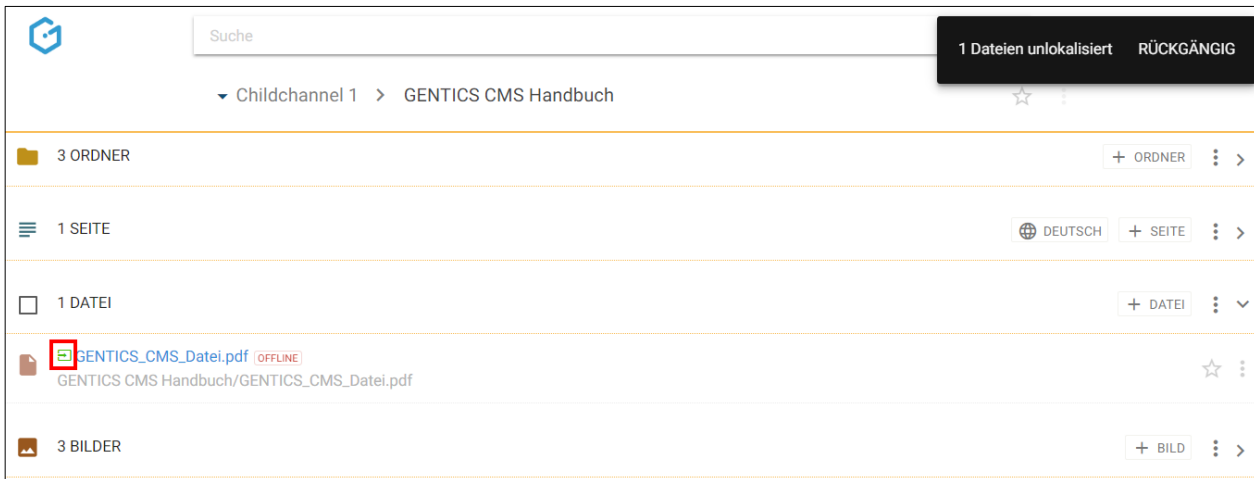 Suche
1 Dateien unlokalisiert RÜCKGÄNGIG
Childchannel 1 > GENTICS CMS Handbuch
3 ORDNER + ORDNER
1 SEITE DEUTSCH + SEITE
1 DATEI + DATEI
GENTICS_CMS_Datei.pdf OFFLINE
GENTICS CMS Handbuch/GENTICS_CMS_Datei.pdf
3 BILDER + BILD